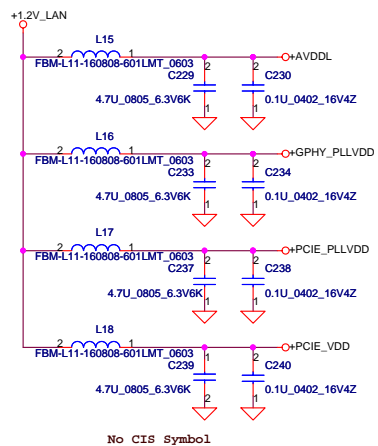 +1.2V_LAN
L15
2 1 2 2 +AVDDL
FBM-L11-160808-601LMT_0603
C229 C230
1 1
4.7U_0805_6.3V6K 0.1U_0402_16V4Z
L16
2 1 2 2 +GPHY_PLLVDD
FBM-L11-160808-601LMT_0603
C233 C234
1 1
4.7U_0805_6.3V6K 0.1U_0402_16V4Z
L17
2 1 2 2 +PCIE_PLLVDD
FBM-L11-160808-601LMT_0603
C237 C238
1 1
4.7U_0805_6.3V6K 0.1U_0402_16V4Z
L18
2 1 1 2 +PCIE_VDD
FBM-L11-160808-601LMT_0603
C239 C240
2 1
4.7U_0805_6.3V6K 0.1U_0402_16V4Z
No CIS Symbol